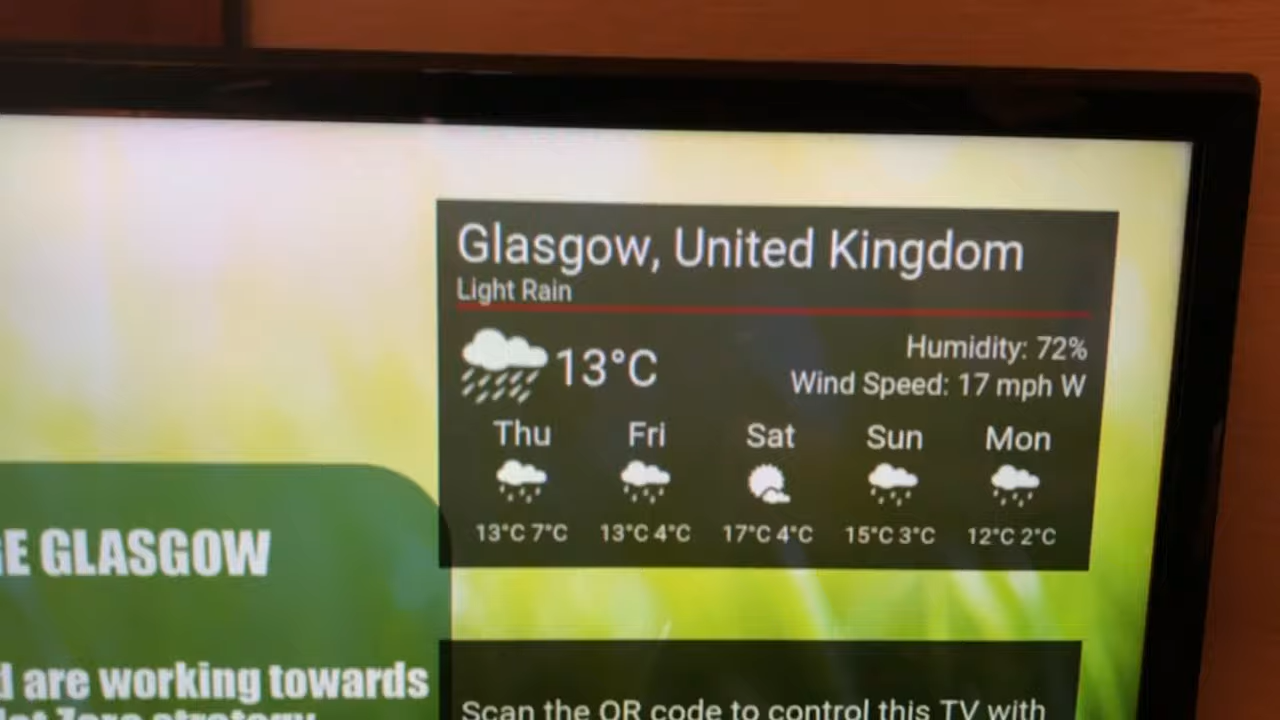 Glasgow, United Kingdom
Light Rain
13°C
Humidity: 72%
Wind Speed: 17 mph W
Thu Fri Sat Sun Mon
13°C 7°C 13°C 4°C 17°C 4°C 15°C 3°C 12°C 2°C
E GLASGOW
are working towards
Zero strategy
Scan the QR code to control this TV with